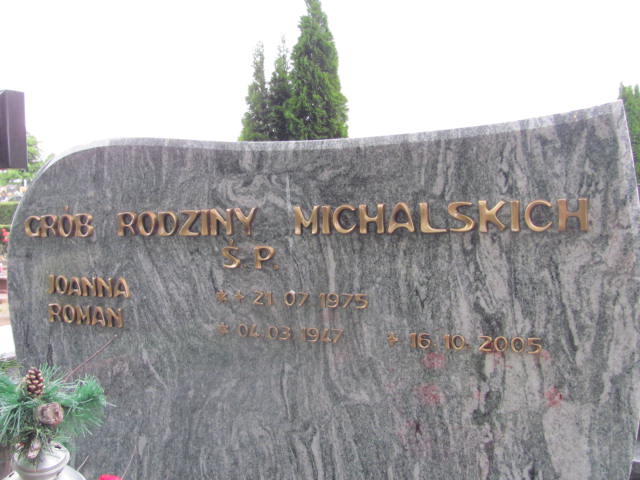 GRÓB RODZINY MICHALSKICH
Ś.P.
JOANNA ** 21.07.1975
ROMAN * 04.03.1947 * 16.10.2005